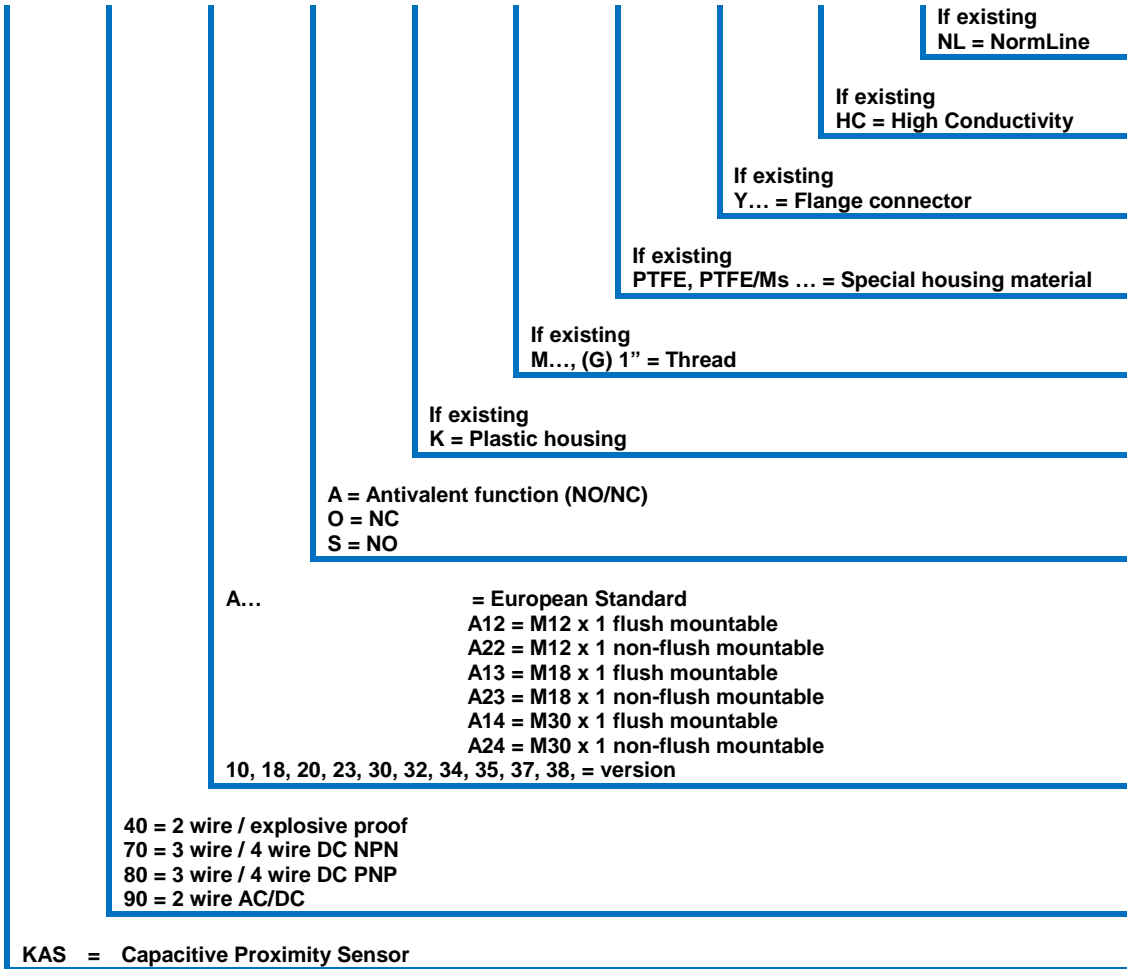 If existing
NL = NormLine
If existing
HC = High Conductivity
If existing
Y… = Flange connector
If existing
PTFE, PTFE/Ms … = Special housing material
If existing
M…, (G) 1” = Thread
If existing
K = Plastic housing
A = Antivalent function (NO/NC)
O = NC
S = NO
A… = European Standard
A12 = M12 x 1 flush mountable
A22 = M12 x 1 non-flush mountable
A13 = M18 x 1 flush mountable
A23 = M18 x 1 non-flush mountable
A14 = M30 x 1 flush mountable
A24 = M30 x 1 non-flush mountable
10, 18, 20, 23, 30, 32, 34, 35, 37, 38, = version
40 = 2 wire / explosive proof
70 = 3 wire / 4 wire DC NPN
80 = 3 wire / 4 wire DC PNP
90 = 2 wire AC/DC
KAS = Capacitive Proximity Sensor